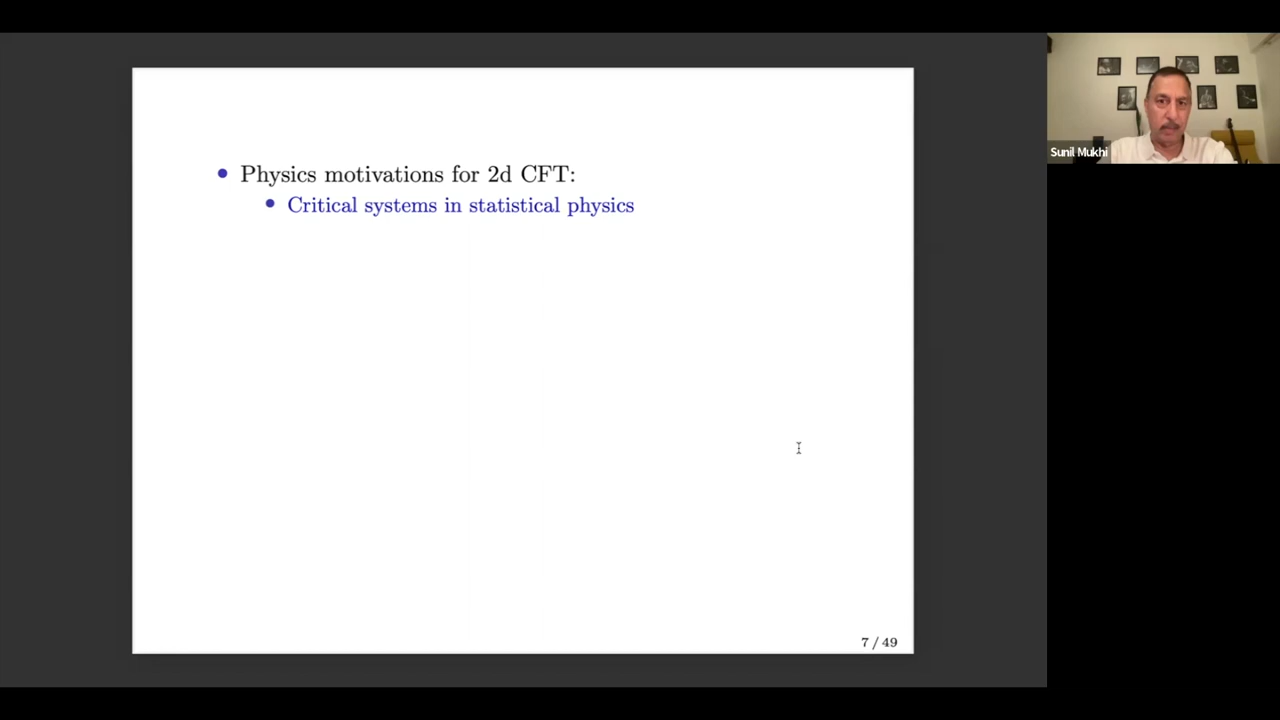 • Physics motivations for 2d CFT:
• Critical systems in statistical physics
7 / 49
Sunil Mukhi